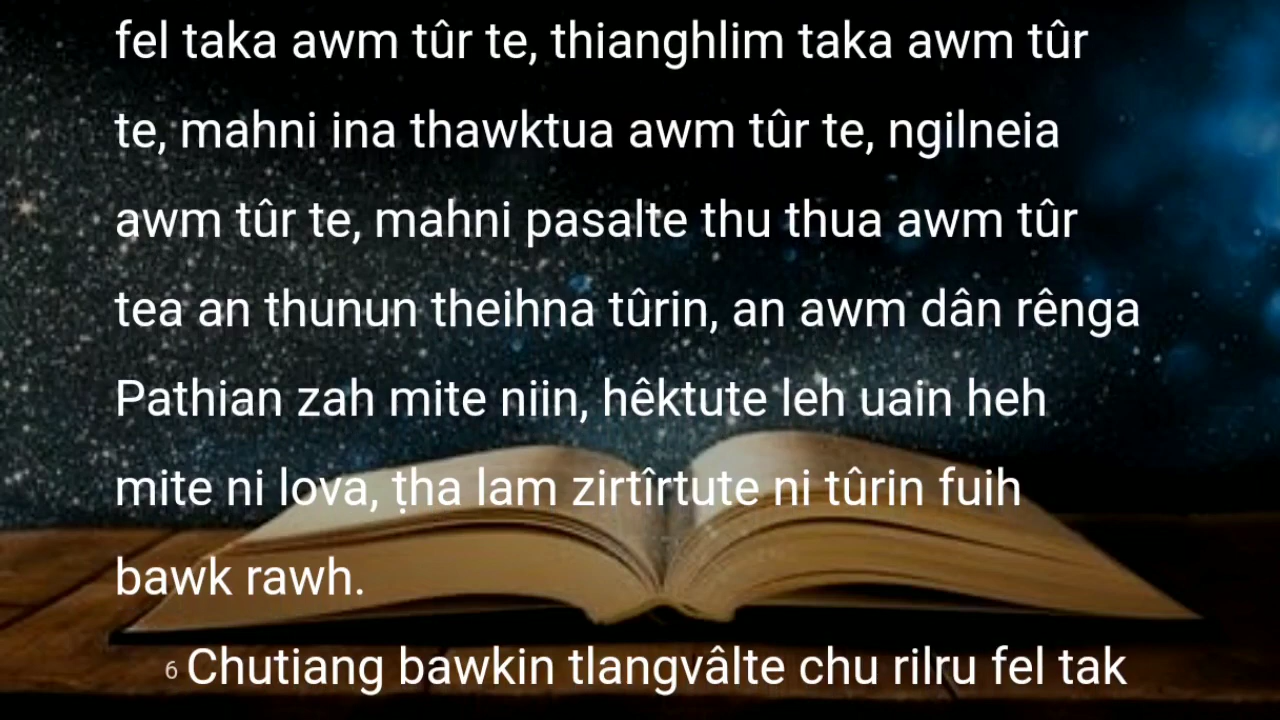 fel taka awm tûr te, thianghlim taka awm tûr
te, mahni ina thawktua awm tûr te, ngilneia
awm tûr te, mahni pasalte thu thua awm tûr
tea an thunun theihna tûrin, an awm dân rênga
Pathian zah mite niin, hêktute leh uain heh
mite ni lova, ṭha lam zirtîrtute ni tûrin fuih
bawk rawh.
6 Chutiang bawkin tlangvâlte chu rilru fel tak